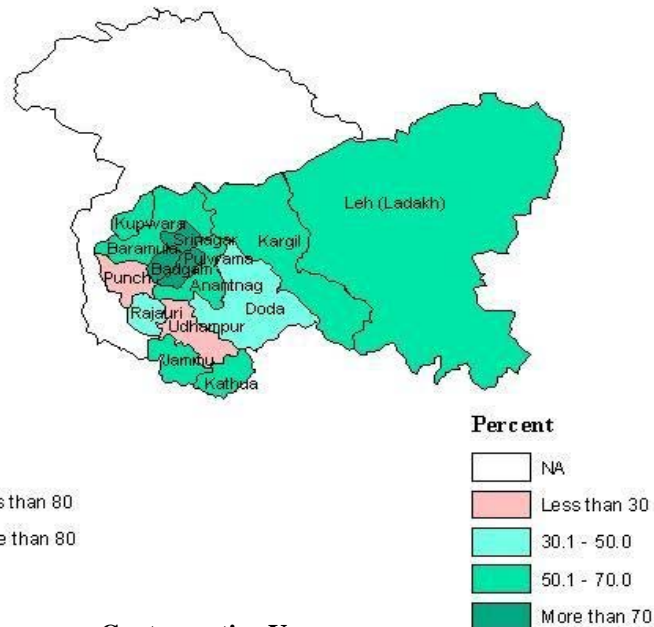 Leh (Ladakh)
Kupwara
Srinagar
Kargil
Baramula
Pulwama
Badgam
Punch
Anantnag
Rajauri
Doda
Udhampur
Jammu
Kathua
Percent
NA
Less than 30
30.1 - 50.0
50.1 - 70.0
More than 70
than 80
than 80